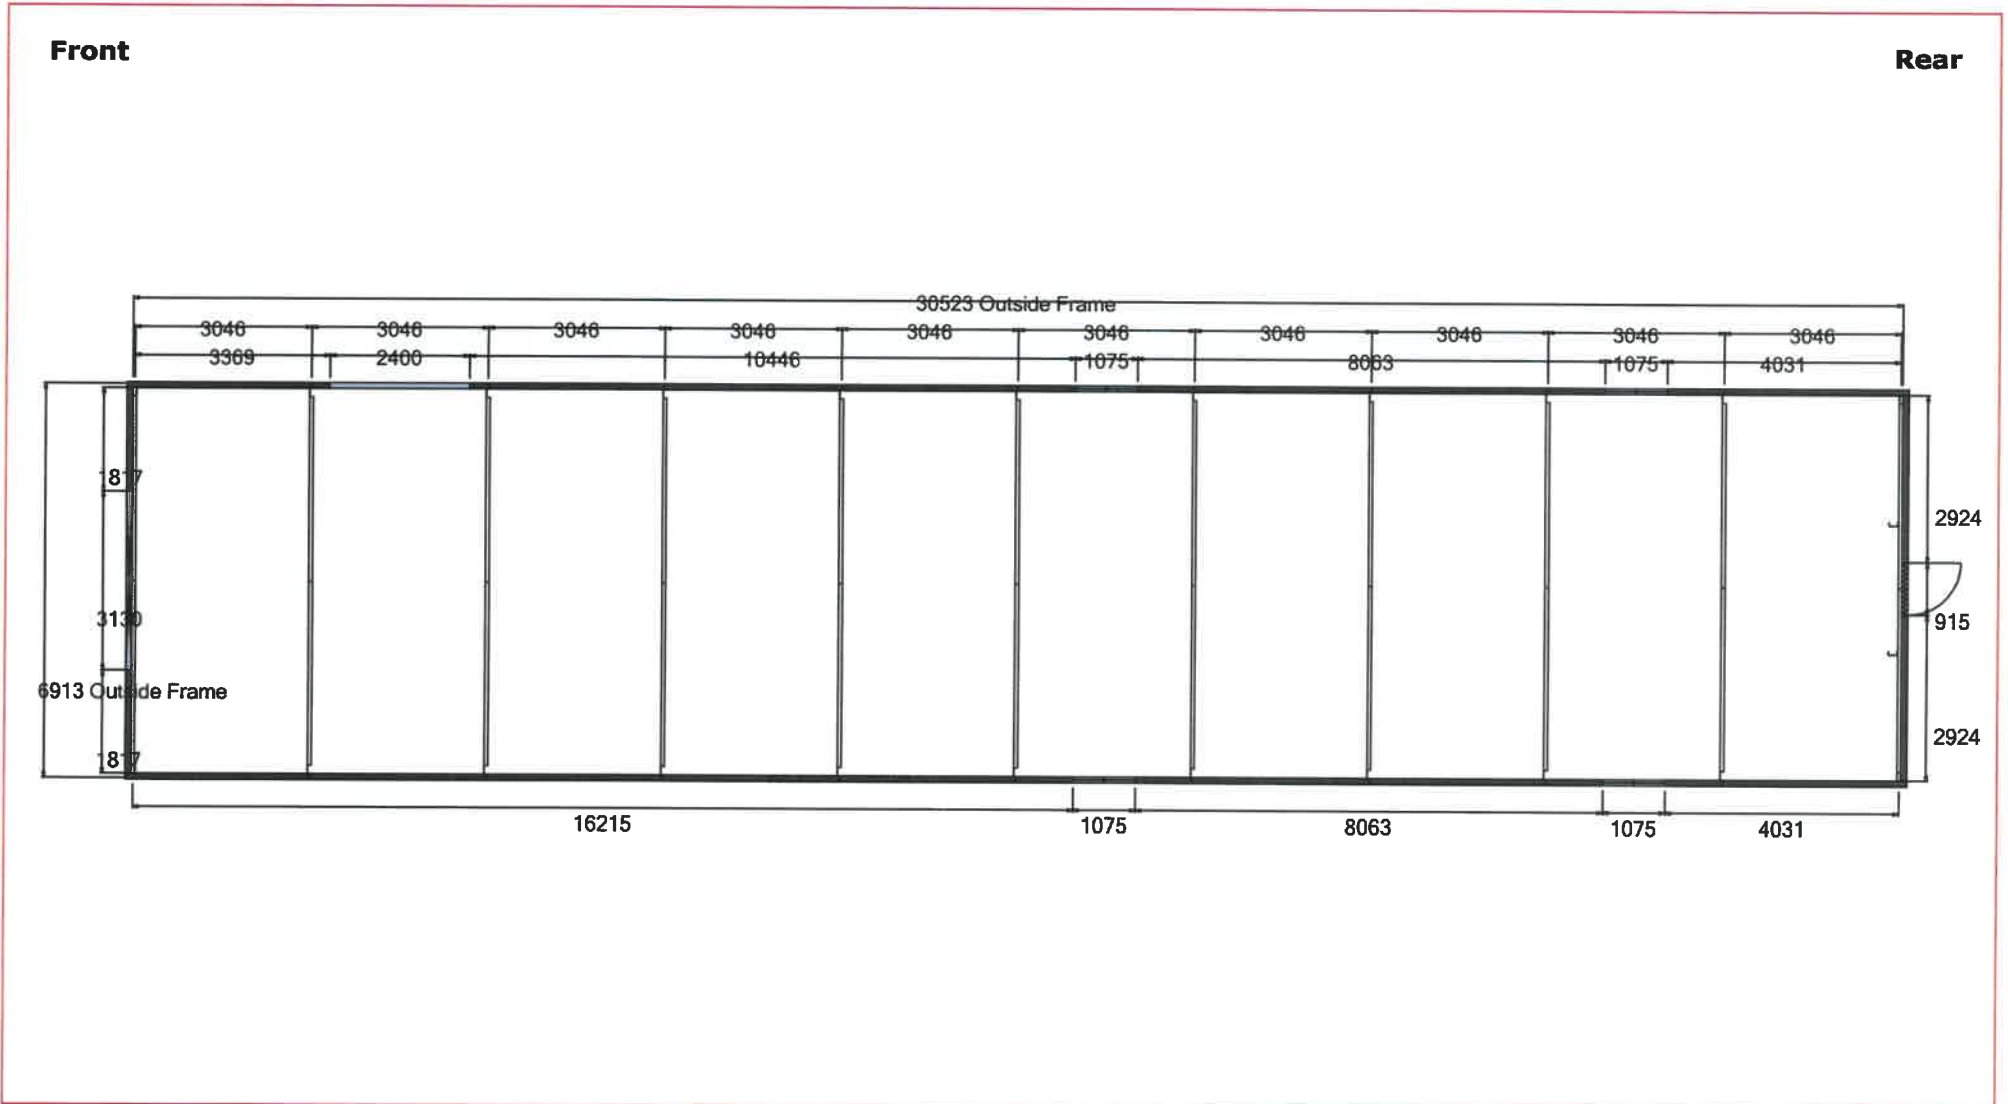 Front
Rear
30523 Outside Frame
3046 3046 3046 3046 3046 3046 3046 3046 3046 3046
3369 2400 10446 1075 8063 1075 4031
1817
2924
3130
915
6913 Outside Frame
2924
1817
16215 1075 8063 1075 4031